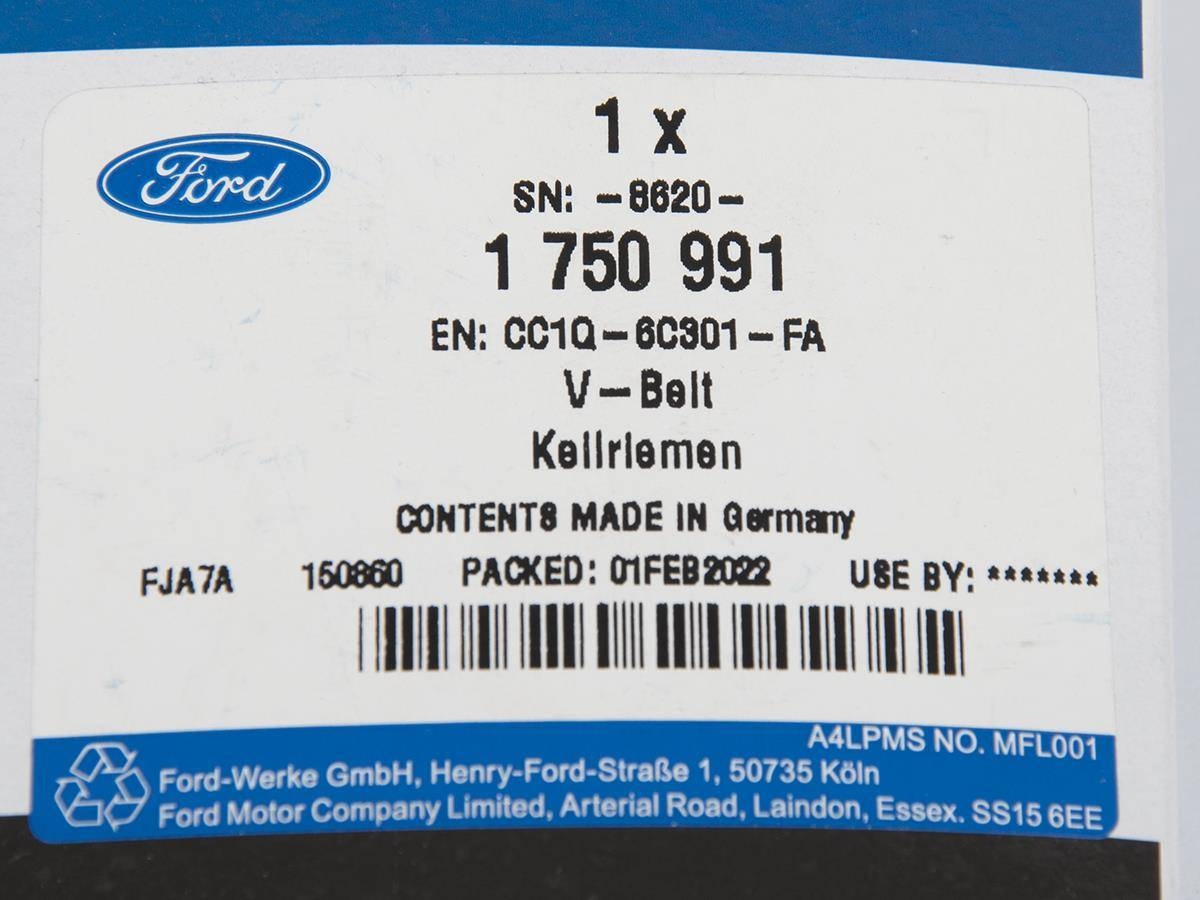 Ford
1 x
SN: -8620-
1 750 991
EN: CC1Q-6C301-FA
V-Belt
Keilriemen
CONTENTS MADE IN Germany
FJA7A 150860 PACKED: 01FEB2022 USE BY: *******
A4LPMS NO. MFL001
Ford-Werke GmbH, Henry-Ford-Straße 1, 50735 Köln
Ford Motor Company Limited, Arterial Road, Laindon, Essex. SS15 6EE